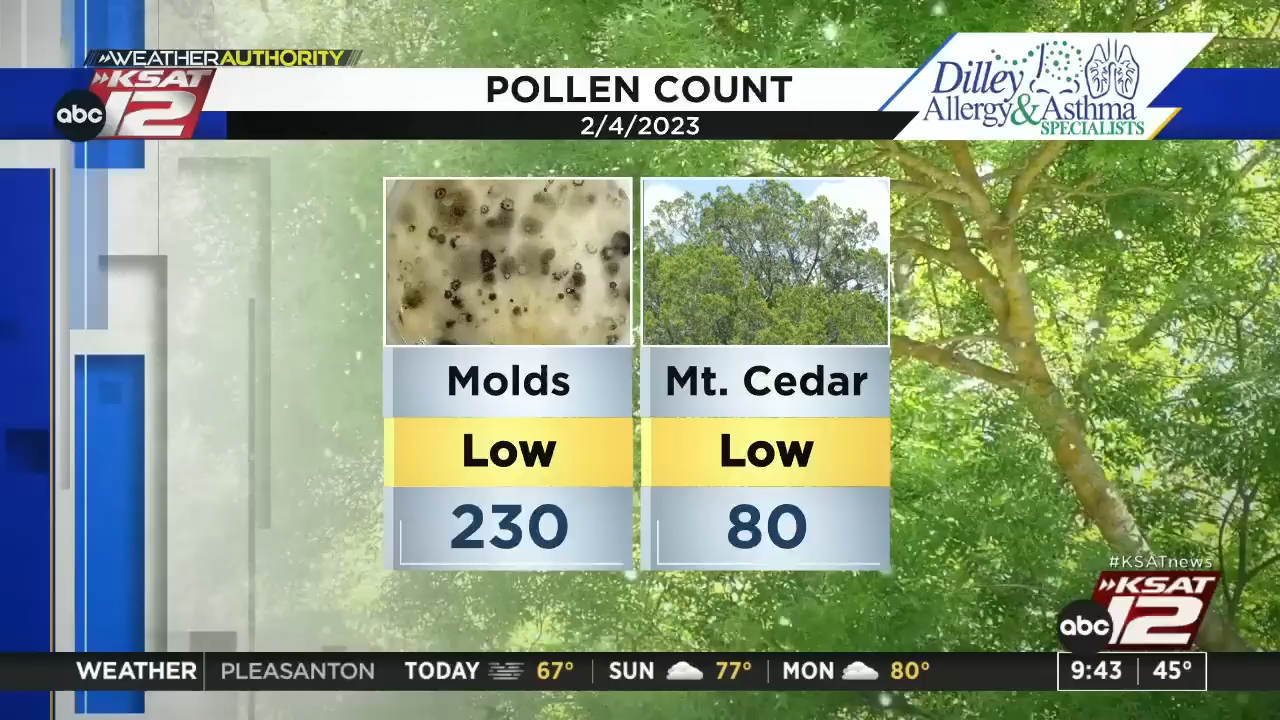 WEATHERAUTHORITY
KSAT
abc 12
POLLEN COUNT
2/4/2023
Dilley
Allergy&Asthma
SPECIALISTS
Molds
Mt. Cedar
Low
Low
230
80
#KSATnews
KSAT
abc 12
WEATHER PLEASANTON TODAY 67° SUN 77° MON 80° 9:43 45°